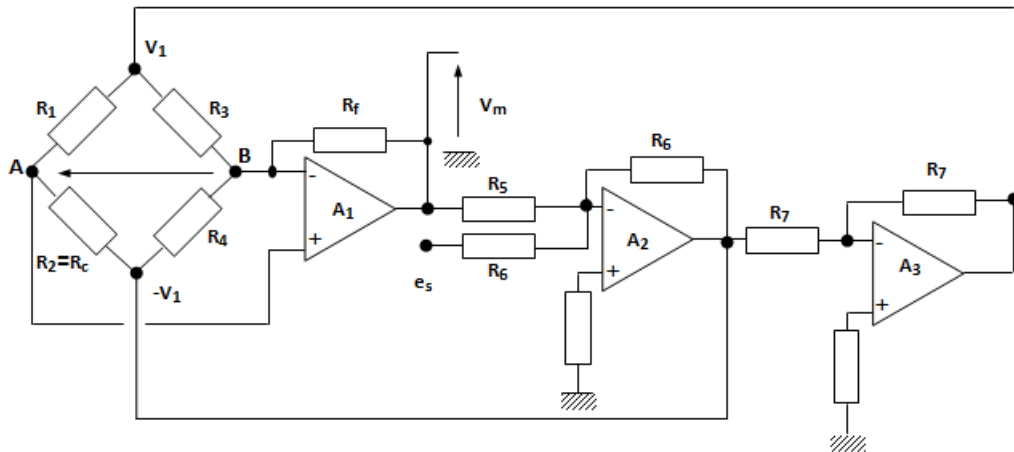 V1
R1
R3
Rf
Vm
A
B
-
A1
+
R2=Rc
R4
-V1
R5
R6
es
R6
-
A2
+
R7
R7
-
A3
+